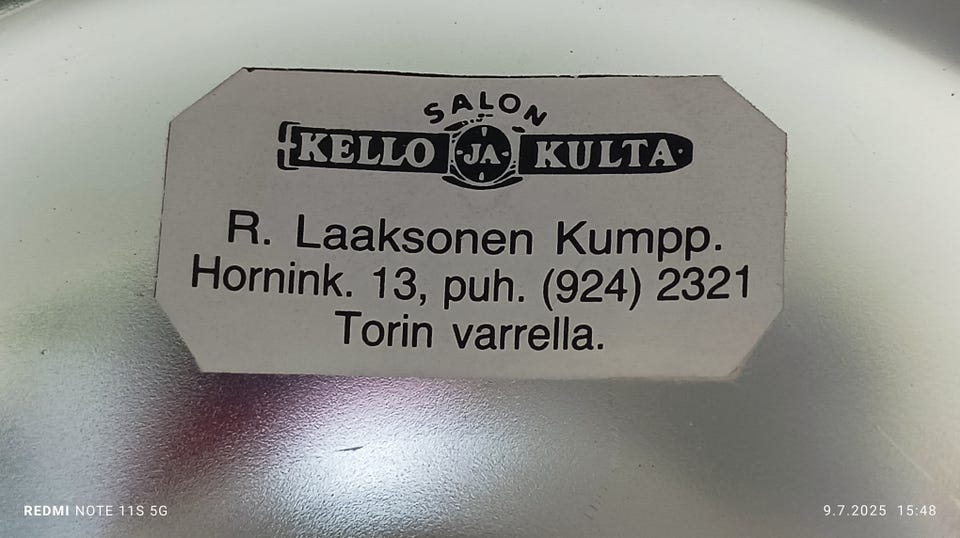 SALON
KELLO JA KULTA
R. Laaksonen Kumpp.
Hornink. 13, puh. (924) 2321
Torin varrella.
REDMI NOTE 11S 5G
9.7.2025 15:48